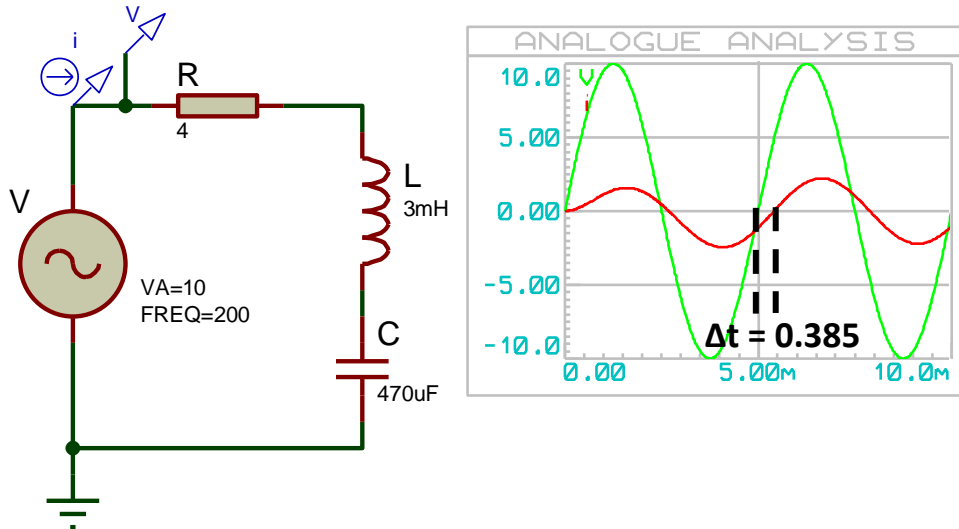 V
i
R
4
L
3mH
V
VA=10
FREQ=200
C
470uF
ANALOGUE ANALYSIS
V
i
10.0
5.00
0.00
-5.00
-10.0
Δt = 0.385
0.00 5.00m 10.0m